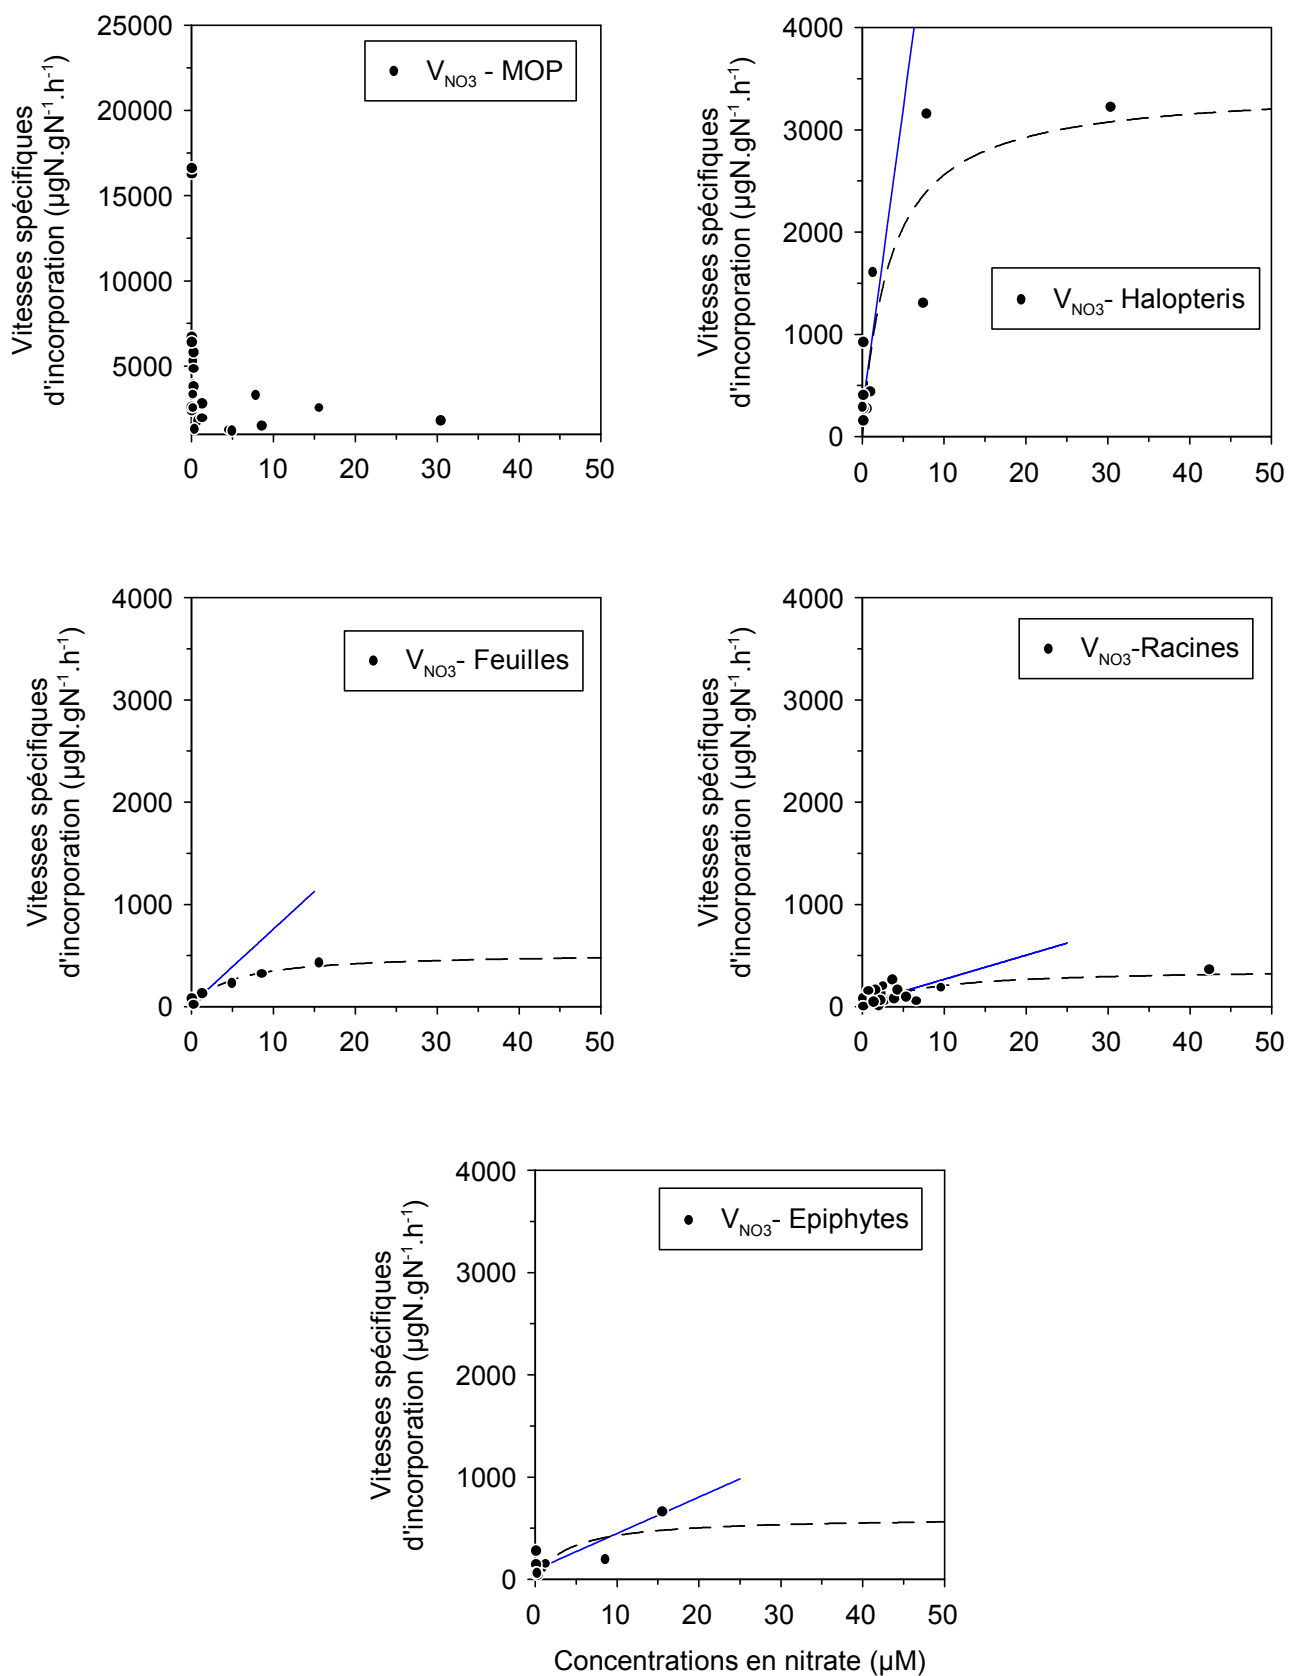 25000
20000
15000
10000
5000
0 10 20 30 40 50
Vitesses spécifiques
d'incorporation (µgN.gN⁻¹.h⁻¹)
V_NO3 - MOP
4000
3000
2000
1000
0
0 10 20 30 40 50
Vitesses spécifiques
d'incorporation (µgN.gN⁻¹.h⁻¹)
V_NO3- Halopteris
4000
3000
2000
1000
0
0 10 20 30 40 50
Vitesses spécifiques
d'incorporation (µgN.gN⁻¹.h⁻¹)
V_NO3- Feuilles
4000
3000
2000
1000
0
0 10 20 30 40 50
Vitesses spécifiques
d'incorporation (µgN.gN⁻¹.h⁻¹)
V_NO3-Racines
4000
3000
2000
1000
0
0 10 20 30 40 50
Vitesses spécifiques
d'incorporation (µgN.gN⁻¹.h⁻¹)
V_NO3- Epiphytes
Concentrations en nitrate (µM)